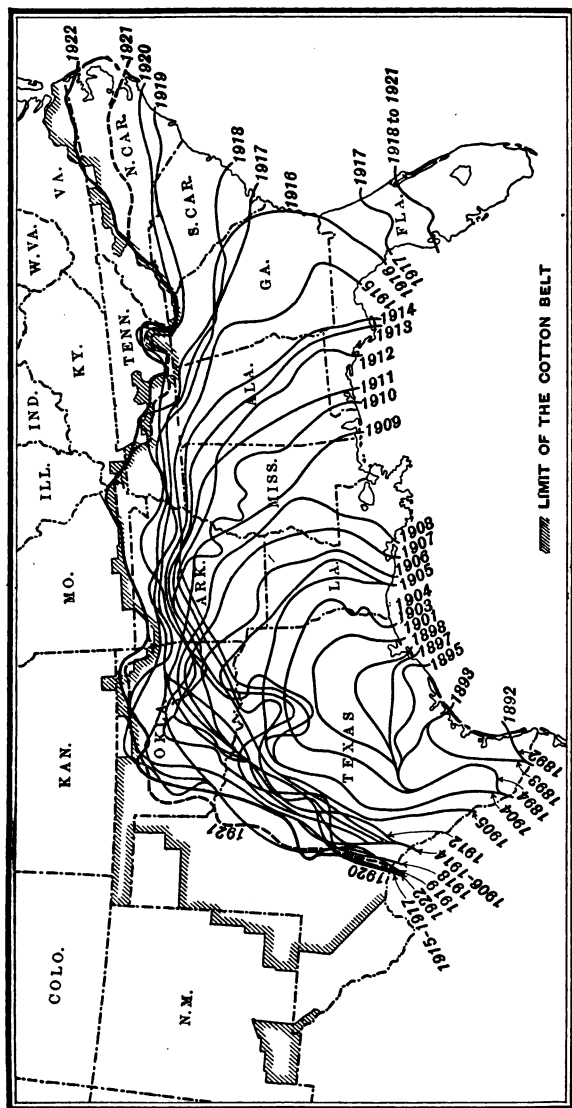 COLO.
KAN.
MO.
ILL.
IND.
W.VA.
VA.
KY.
N.M.
OKLA.
ARK.
TENN.
N.CAR.
S.CAR.
TEXAS
LA.
MISS.
ALA.
GA.
FLA.
1922
1921
1920
1919
1918
1917
1916
1917
1918 to 1921
1917
1916
1915
1914
1913
1912
1911
1910
1909
1908
1907
1906
1905
1904
1903
1901
1898
1897
1895
1893
1892
1892
1893
1894
1904
1905
1912
1906-1914
1918
1919
1922
1915-1917
1920
1921
LIMIT OF THE COTTON BELT